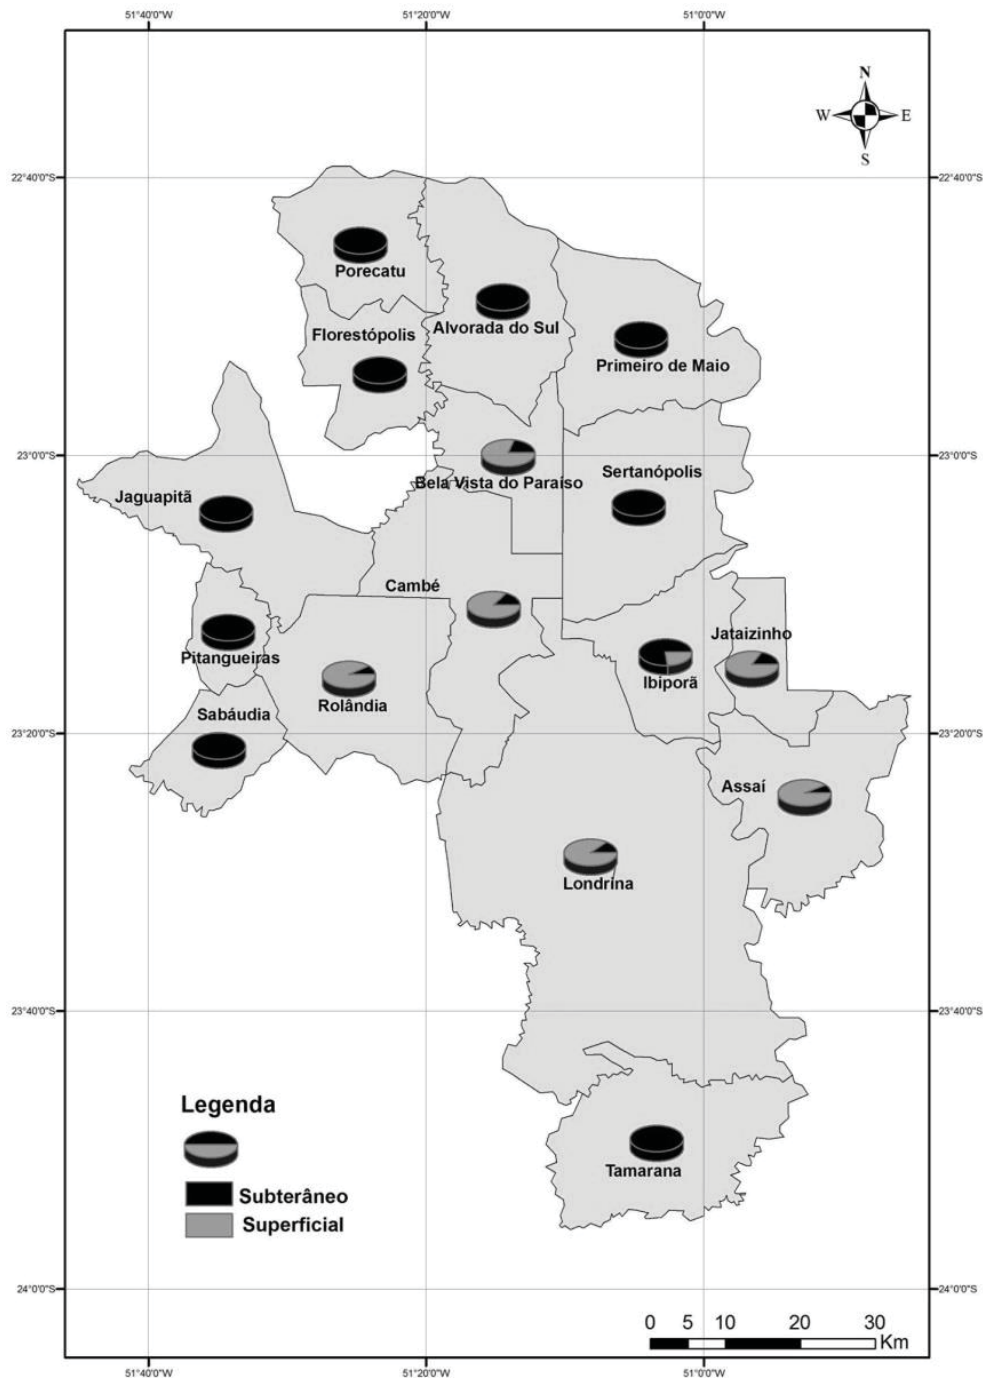 51°40'0"W
51°20'0"W
51°0'0"W
N
W
E
S
22°40'0"S
22°40'0"S
Porecatu
Alvorada do Sul
Florestópolis
Primeiro de Maio
23°0'0"S
23°0'0"S
Sertanópolis
Bela Vista do Paraíso
Jaguapitã
Cambé
Jataizinho
Pitangueiras
Ibiporã
Rolândia
Sabáudia
23°20'0"S
23°20'0"S
Assaí
Londrina
23°40'0"S
23°40'0"S
Legenda
Tamarana
Subterâneo
Superficial
24°0'0"S
24°0'0"S
0 5 10 20 30
Km
51°40'0"W
51°20'0"W
51°0'0"W